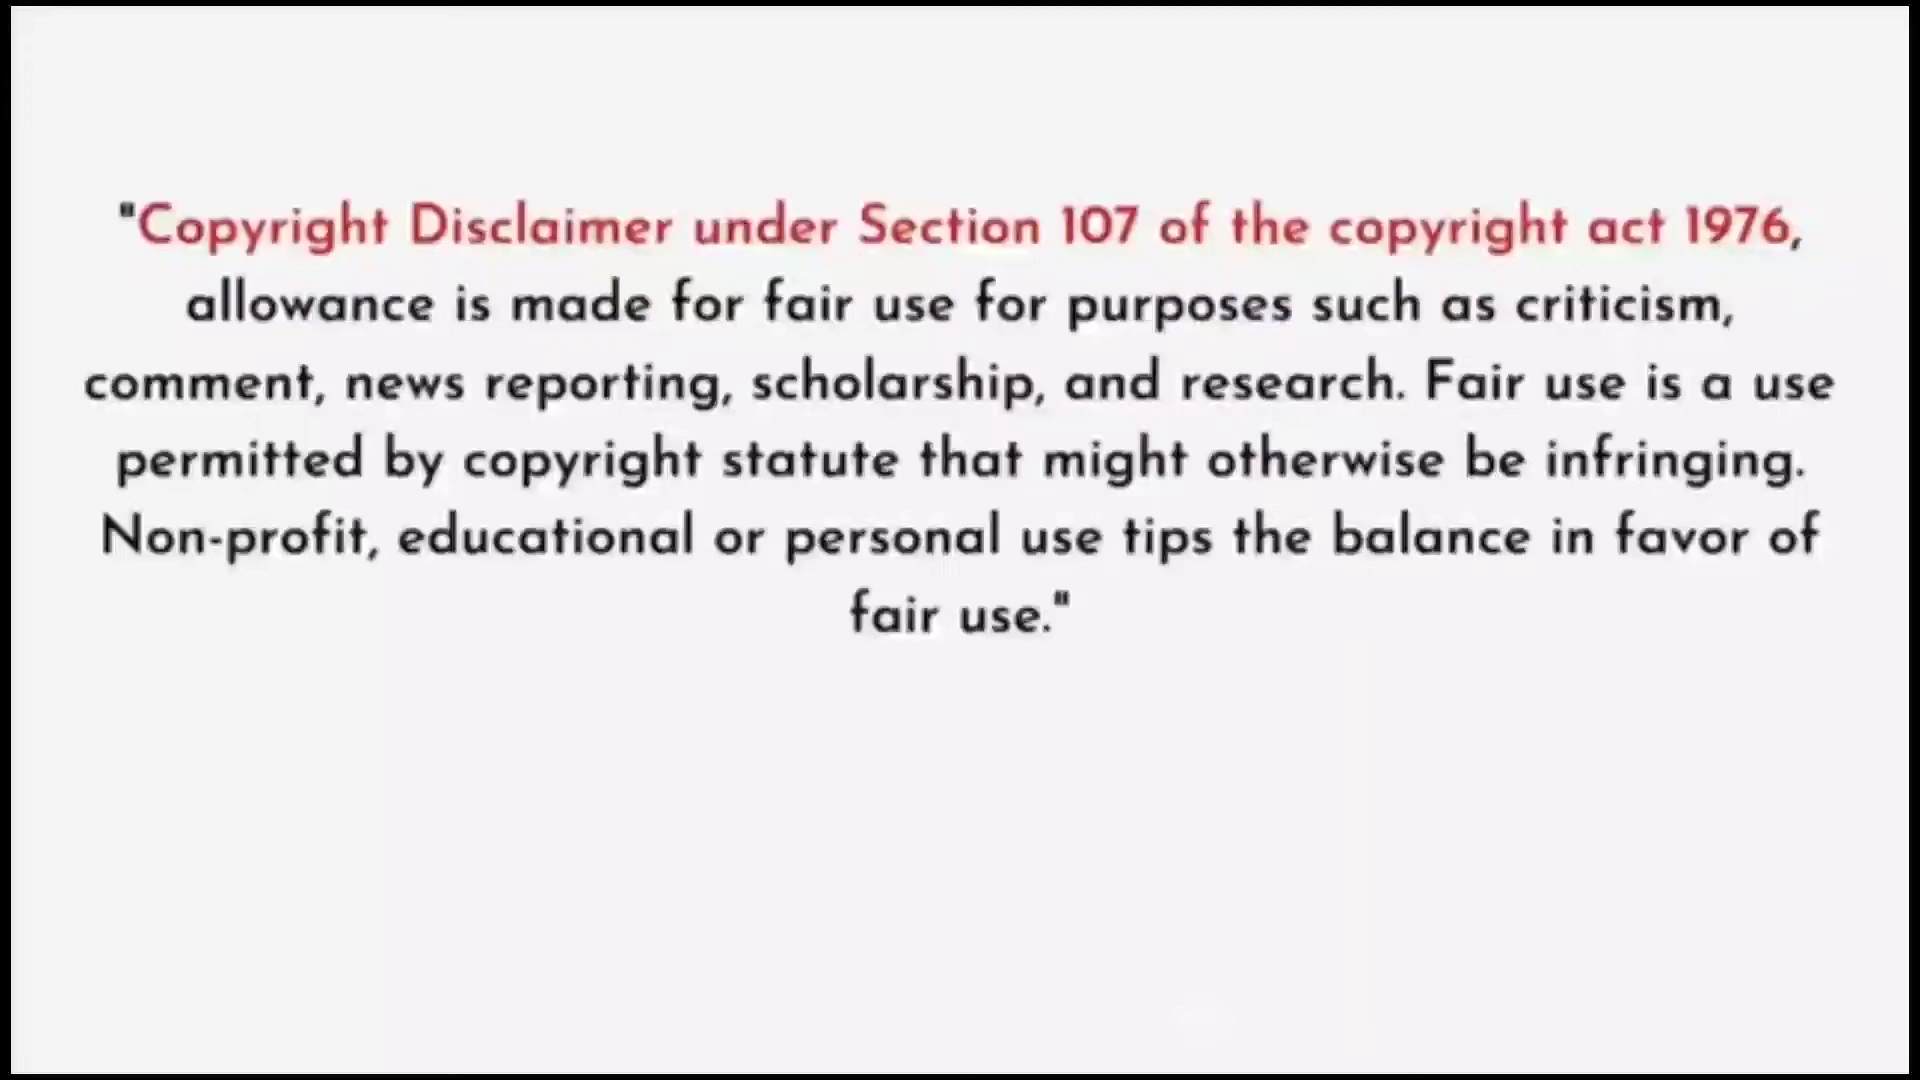 "Copyright Disclaimer under Section 107 of the copyright act 1976,
allowance is made for fair use for purposes such as criticism,
comment, news reporting, scholarship, and research. Fair use is a use
permitted by copyright statute that might otherwise be infringing.
Non-profit, educational or personal use tips the balance in favor of
fair use."